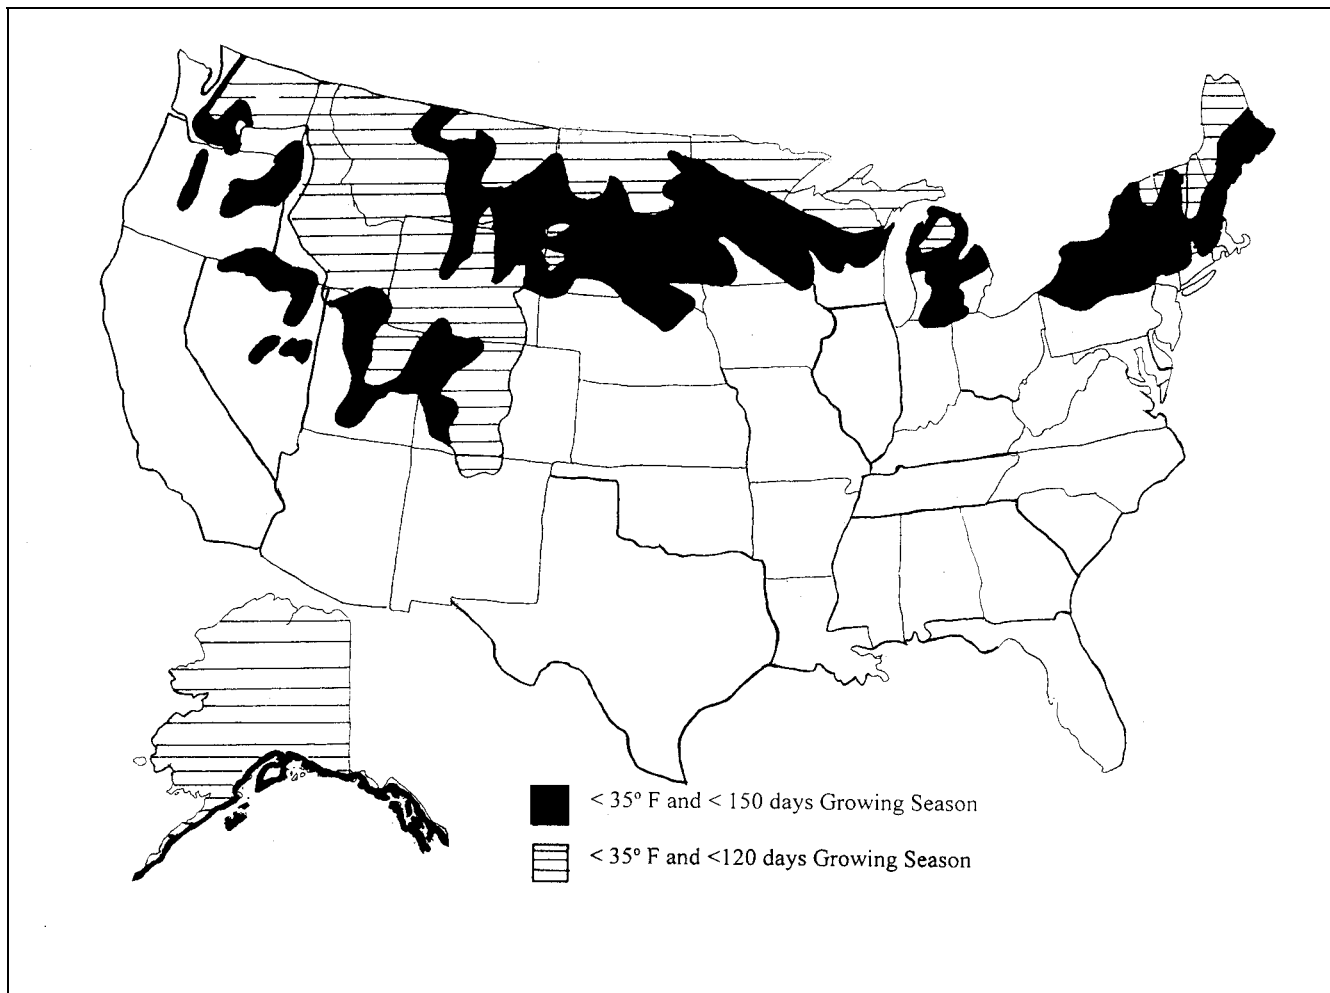 < 35° F and < 150 days Growing Season
< 35° F and <120 days Growing Season